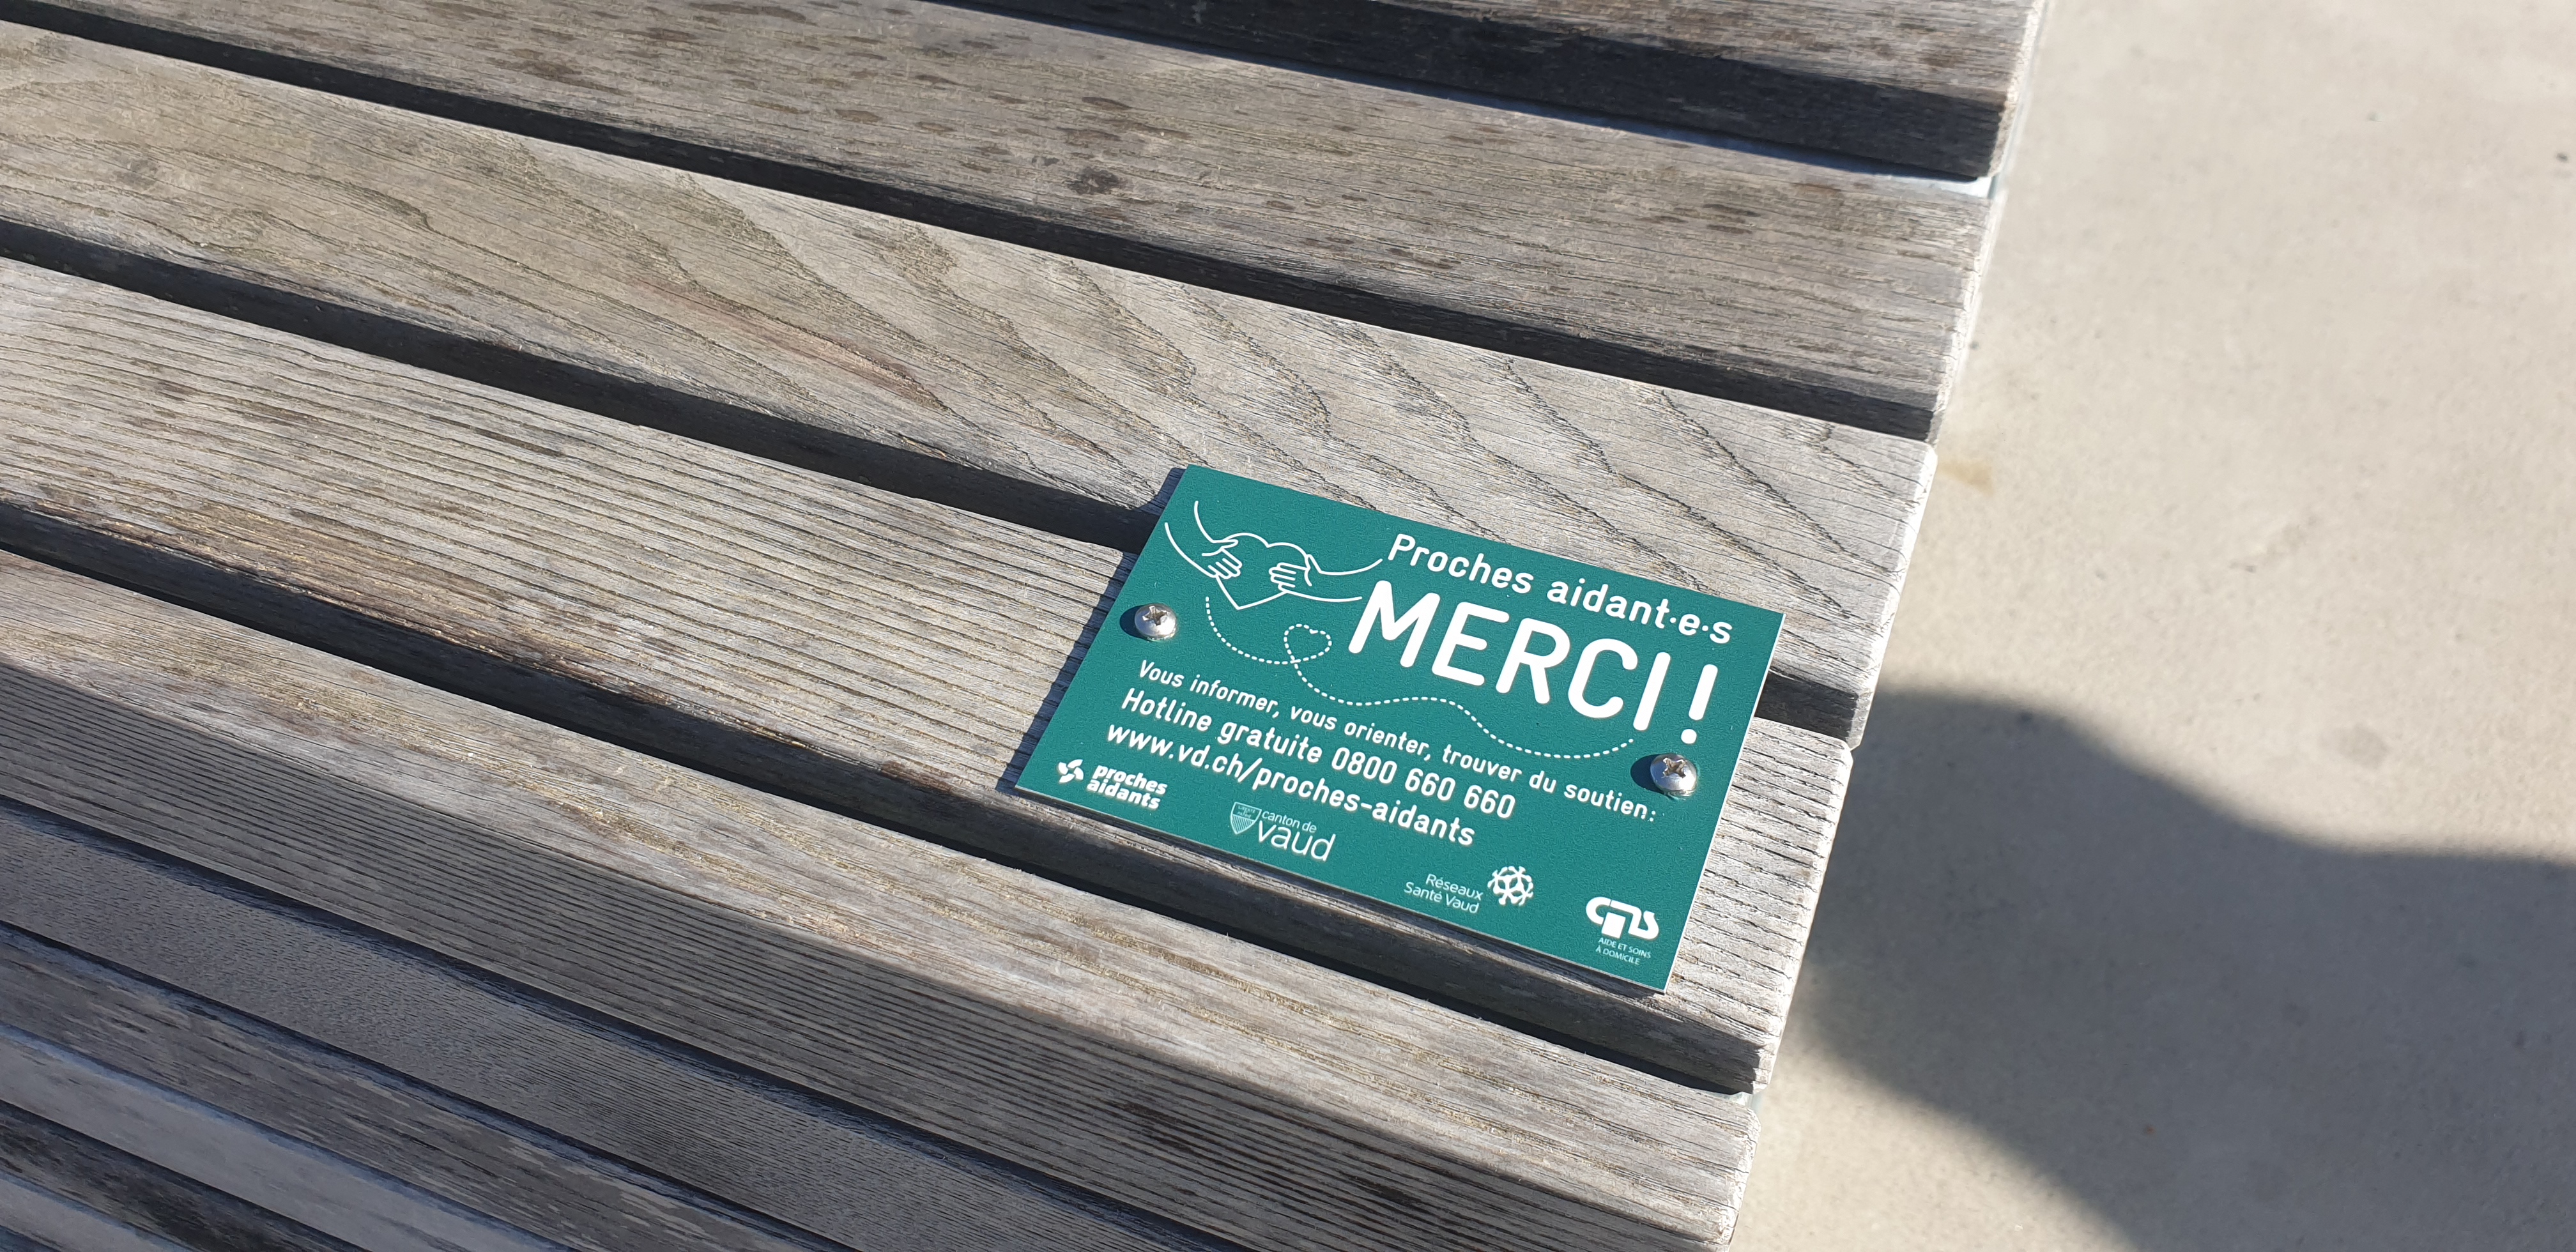 Proches aidant·e·s
MERCI !
Vous informer, vous orienter, trouver du soutien:
Hotline gratuite 0800 660 660
www.vd.ch/proches-aidants
proches
aidants
canton de
vaud
Réseaux
Santé Vaud
AIDE ET SOINS
À DOMICILE